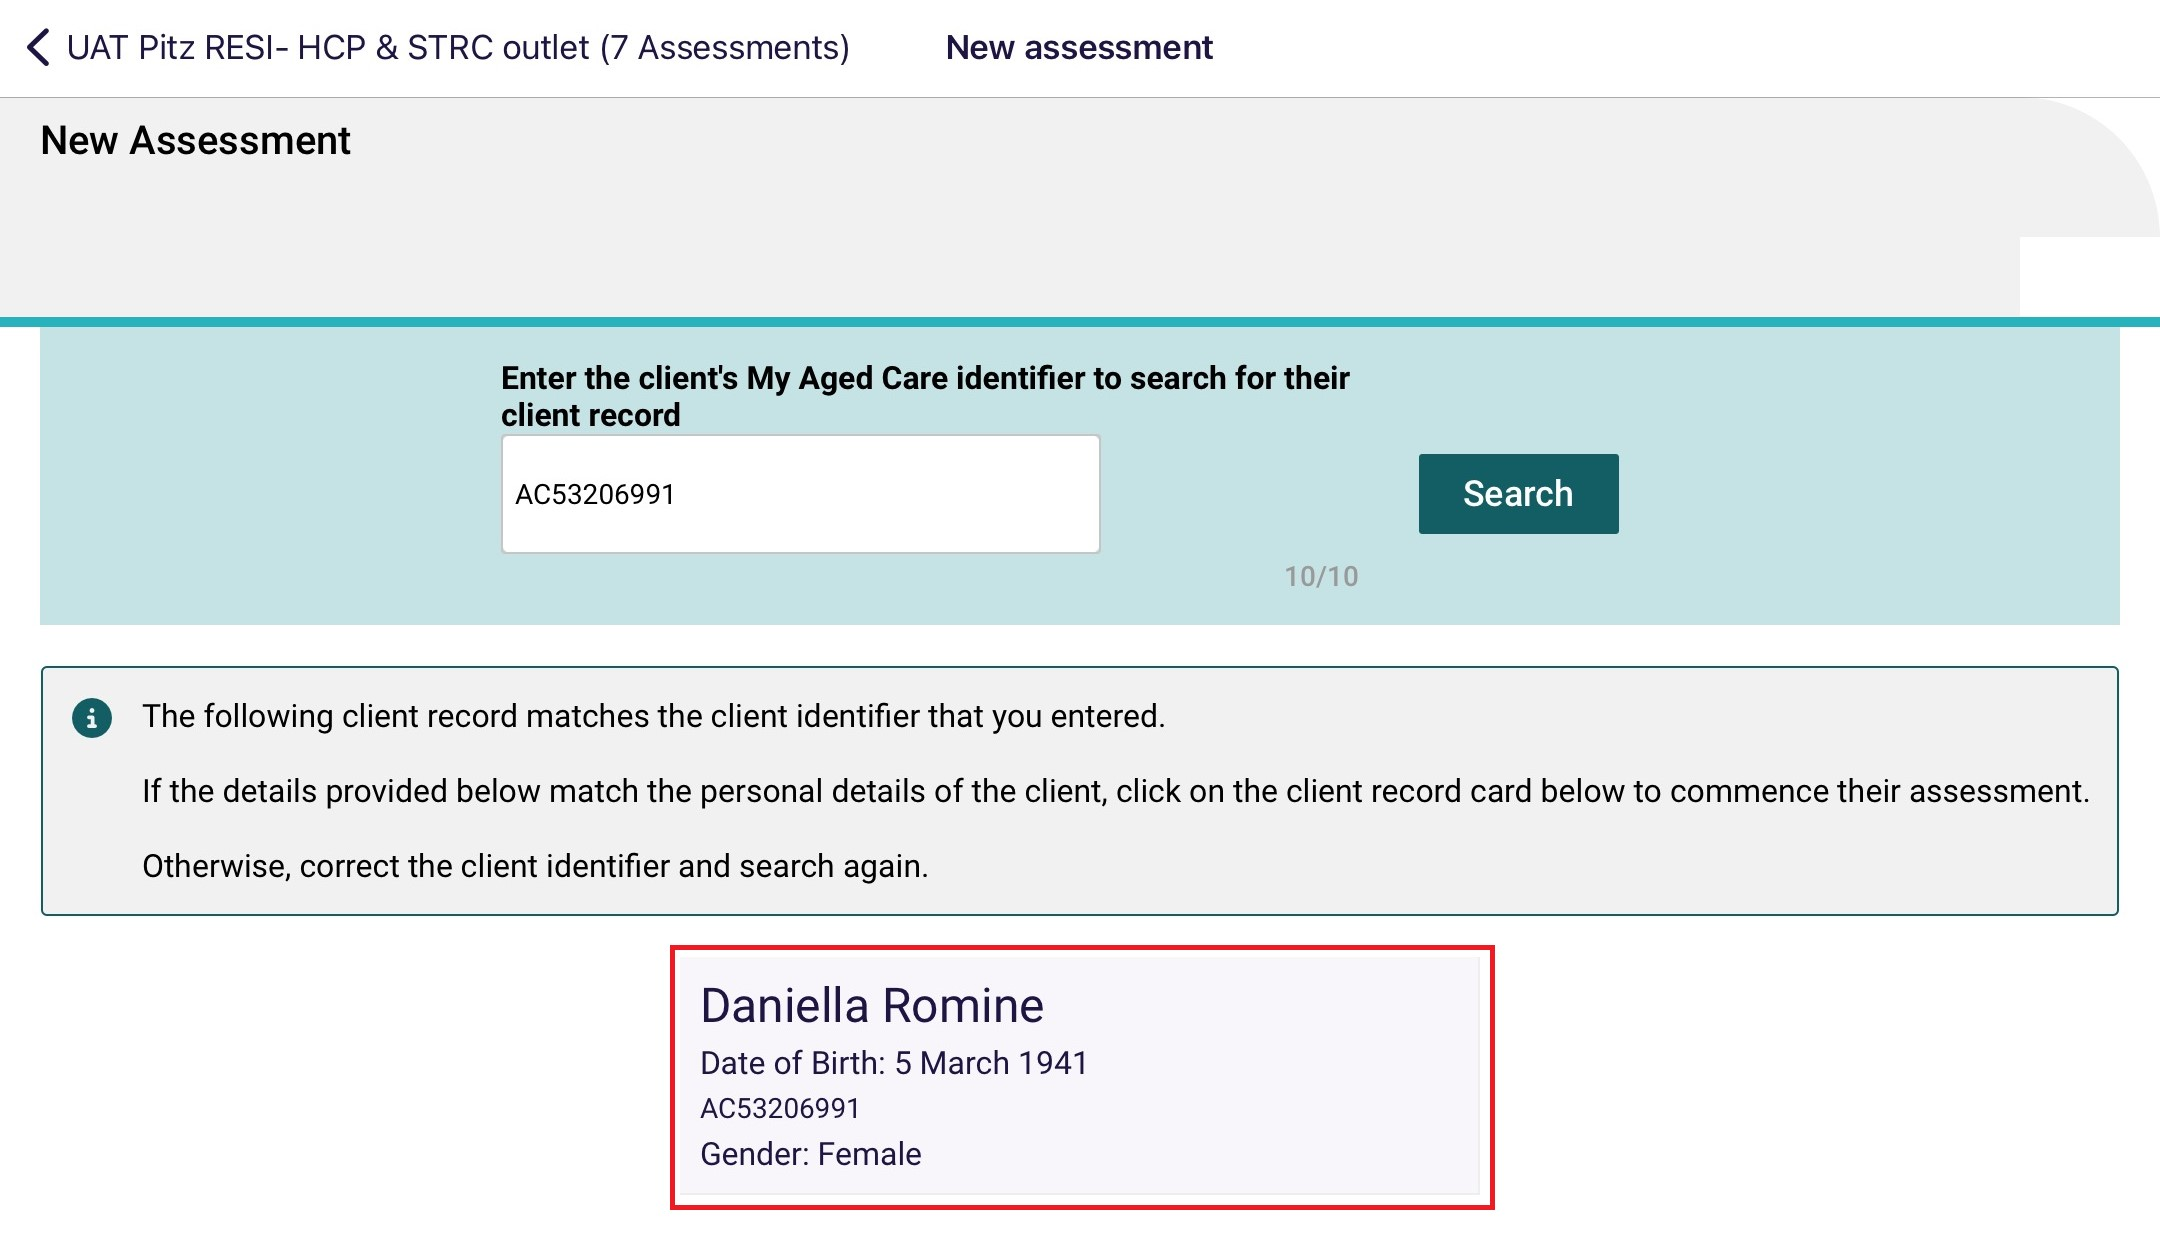 UAT Pitz RESI- HCP & STRC outlet (7 Assessments)
New assessment
New Assessment
Enter the client's My Aged Care identifier to search for their
client record
AC53206991
Search
10/10
The following client record matches the client identifier that you entered.
If the details provided below match the personal details of the client, click on the client record card below to commence their assessment.
Otherwise, correct the client identifier and search again.
Daniella Romine
Date of Birth: 5 March 1941
AC53206991
Gender: Female